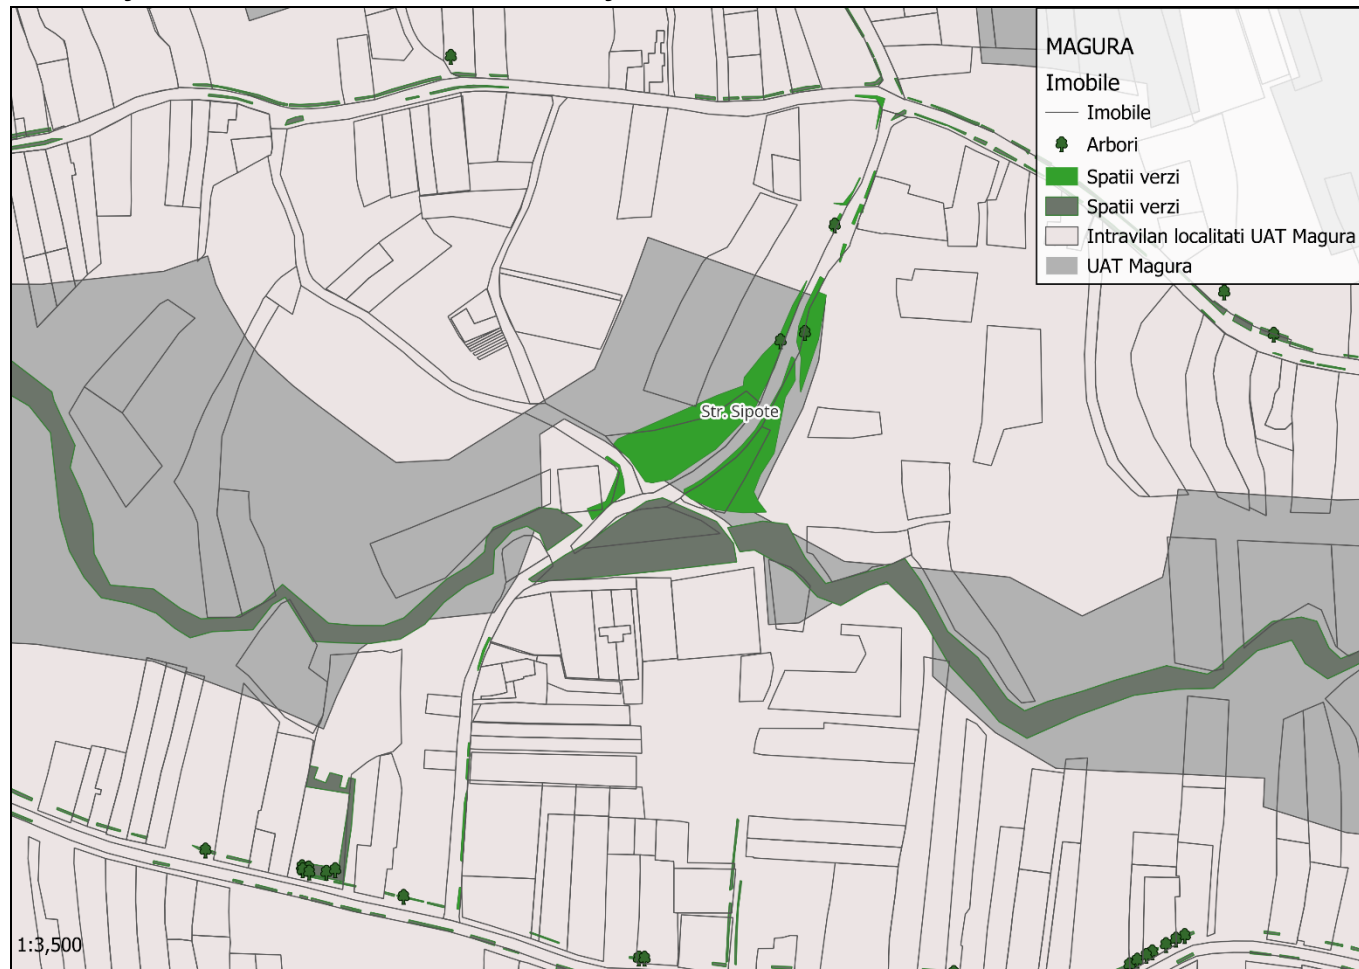 MAGURA
Imobile
Imobile
Arbori
Spatii verzi
Spatii verzi
Intravilan localitati UAT Magura
UAT Magura
Str. Sipote
1:3,500